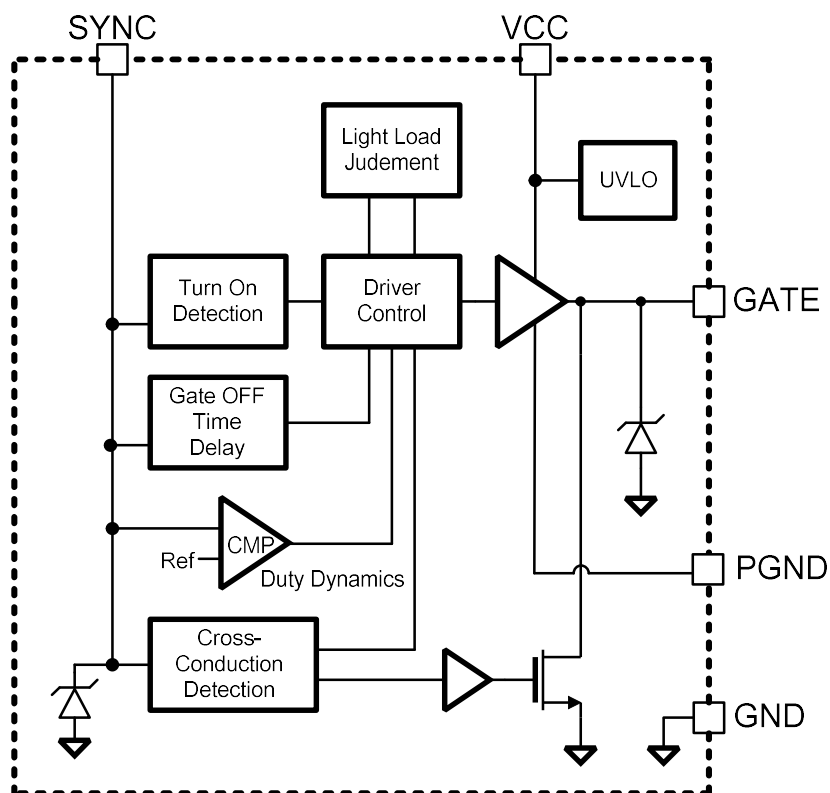 SYNC
VCC
Light Load
Judement
UVLO
Turn On
Detection
Driver
Control
GATE
Gate OFF
Time
Delay
CMP
Ref
Duty Dynamics
PGND
Cross-
Conduction
Detection
GND